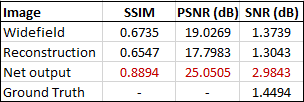 Image SSIM PSNR (dB) SNR (dB)
Widefield 0.6735 19.0269 1.3739
Reconstruction 0.6547 17.7983 1.3043
Net output 0.8894 25.0505 2.9843
Ground Truth - - 1.4494